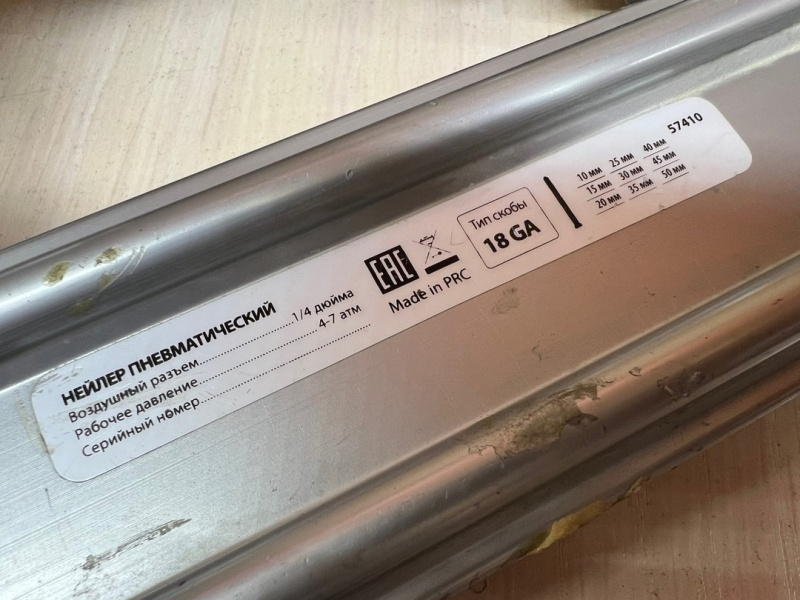 НЕЙЛЕР ПНЕВМАТИЧЕСКИЙ
Воздушный разъем....................1/4 дюйма
Рабочее давление.........................4-7 атм
Серийный номер...................................
EAC
Made in PRC
Тип скобы
18 GA
10 мм 25 мм 40 мм
15 мм 30 мм 45 мм
20 мм 35 мм 50 мм
57410